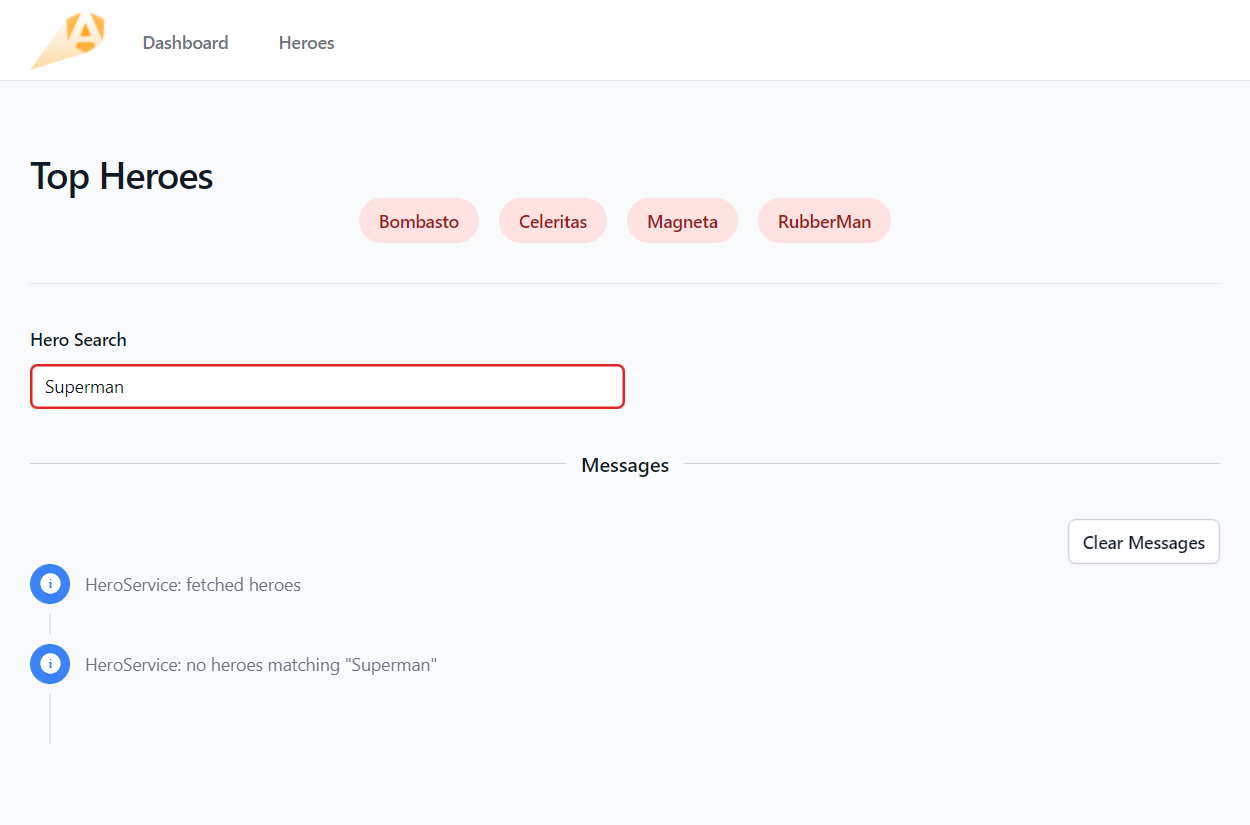 Dashboard Heroes
Top Heroes
Bombasto Celeritas Magneta RubberMan
Hero Search
Superman
Messages
Clear Messages
HeroService: fetched heroes
HeroService: no heroes matching "Superman"